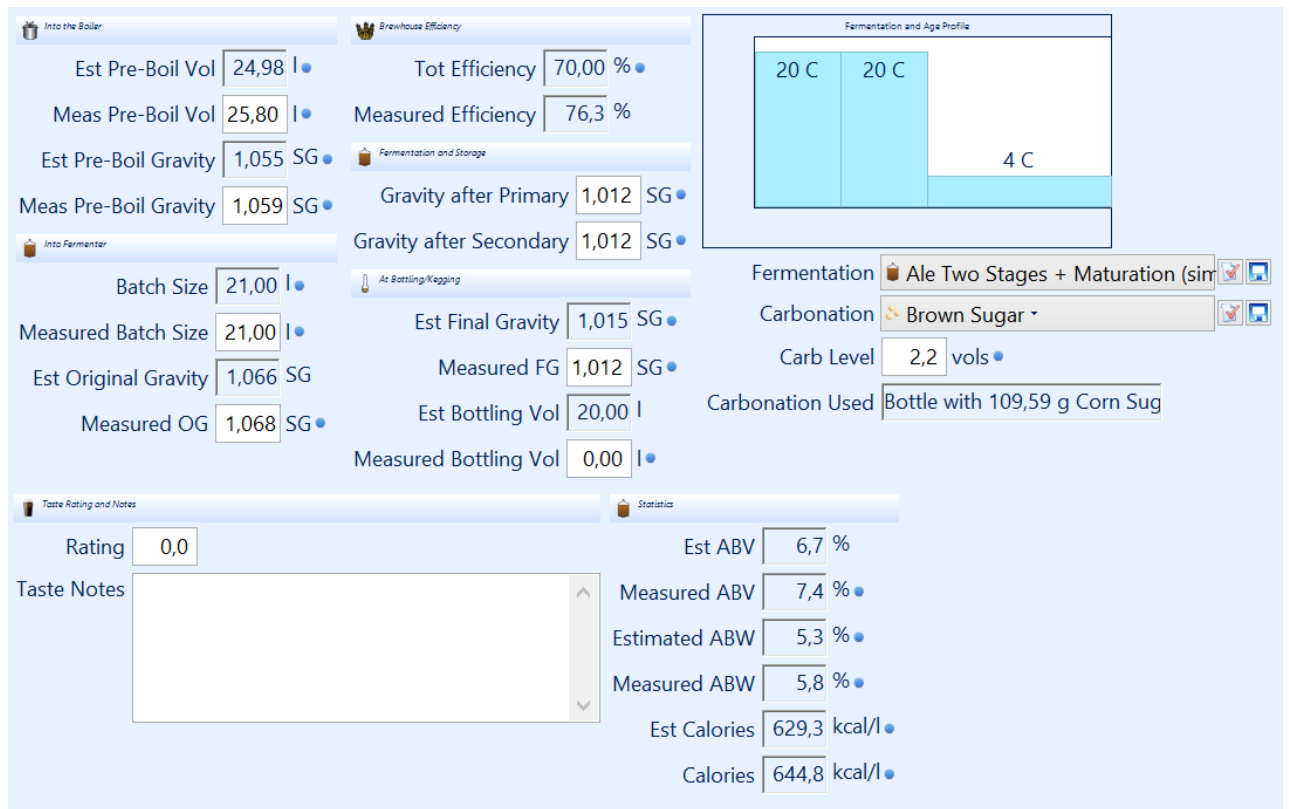 Into the Boiler
Est Pre-Boil Vol 24,98 l
Meas Pre-Boil Vol 25,80 l
Est Pre-Boil Gravity 1,055 SG
Meas Pre-Boil Gravity 1,059 SG
Into Fermenter
Batch Size 21,00 l
Measured Batch Size 21,00 l
Est Original Gravity 1,066 SG
Measured OG 1,068 SG
Brewhouse Efficiency
Tot Efficiency 70,00 %
Measured Efficiency 76,3 %
Fermentation and Storage
Gravity after Primary 1,012 SG
Gravity after Secondary 1,012 SG
At Bottling/Kegging
Est Final Gravity 1,015 SG
Measured FG 1,012 SG
Est Bottling Vol 20,00 l
Measured Bottling Vol 0,00 l
Fermentation and Age Profile
20 C 20 C
4 C
Fermentation Ale Two Stages + Maturation (sim
Carbonation Brown Sugar
Carb Level 2,2 vols
Carbonation Used Bottle with 109,59 g Corn Sug
Taste Rating and Notes
Rating 0,0
Taste Notes
Statistics
Est ABV 6,7 %
Measured ABV 7,4 %
Estimated ABW 5,3 %
Measured ABW 5,8 %
Est Calories 629,3 kcal/l
Calories 644,8 kcal/l